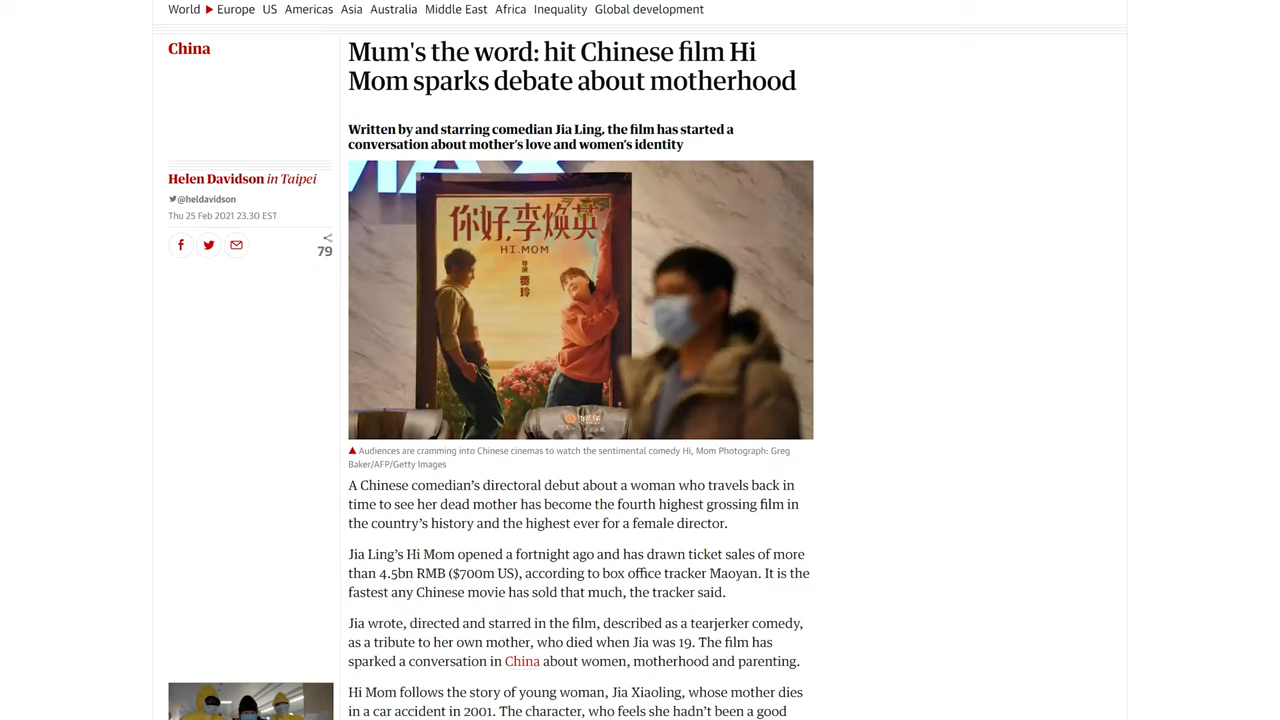 World Europe US Americas Asia Australia Middle East Africa Inequality Global development
China
Mum's the word: hit Chinese film Hi
Mom sparks debate about motherhood
Written by and starring comedian Jia Ling, the film has started a
conversation about mother's love and women's identity
Helen Davidson in Taipei
@heldavidson
Thu 25 Feb 2021 23.30 EST
79
你好,李焕英
HI, MOM
导演
贾玲
Audiences are cramming into Chinese cinemas to watch the sentimental comedy Hi, Mom Photograph: Greg
Baker/AFP/Getty Images
A Chinese comedian's directoral debut about a woman who travels back in
time to see her dead mother has become the fourth highest grossing film in
the country's history and the highest ever for a female director.
Jia Ling's Hi Mom opened a fortnight ago and has drawn ticket sales of more
than 4.5bn RMB ($700m US), according to box office tracker Maoyan. It is the
fastest any Chinese movie has sold that much, the tracker said.
Jia wrote, directed and starred in the film, described as a tearjerker comedy,
as a tribute to her own mother, who died when Jia was 19. The film has
sparked a conversation in China about women, motherhood and parenting.
Hi Mom follows the story of young woman, Jia Xiaoling, whose mother dies
in a car accident in 2001. The character, who feels she hadn't been a good